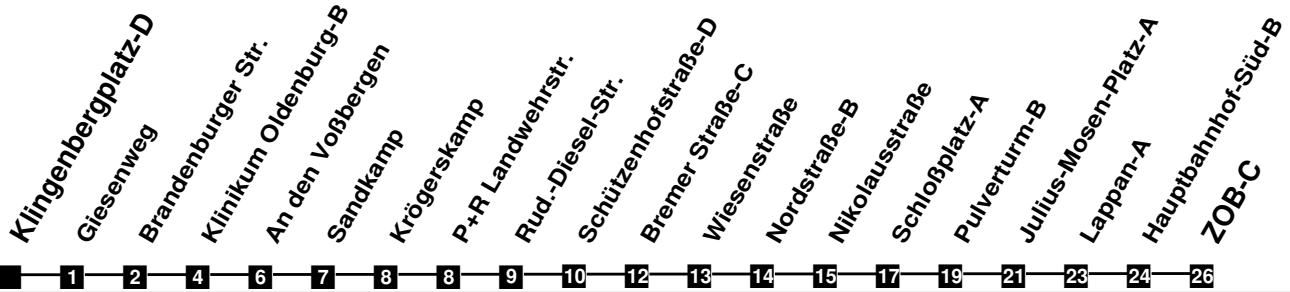 Klingenbergplatz-D
Giesenweg
Brandenburger Str.
Klinikum Oldenburg-B
An den Voßbergen
Sandkamp
Krögerskamp
P+R Landwehrstr.
Rud.-Diesel-Str.
Schützenhofstraße-D
Bremer Straße-C
Wiesenstraße
Nordstraße-B
Nikolausstraße
Schloßplatz-A
Pulverturm-B
Julius-Mosen-Platz-A
Lappan-A
Hauptbahnhof-Süd-B
ZOB-C
1 2 4 6 7 8 8 9 10 12 13 14 15 17 19 21 23 24 26